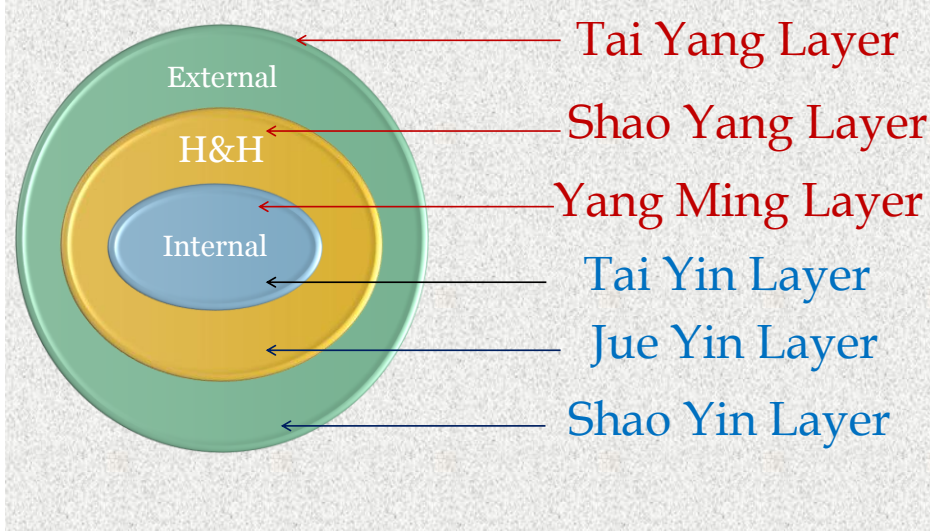 Tai Yang Layer
External
Shao Yang Layer
H&H
Yang Ming Layer
Internal
Tai Yin Layer
Jue Yin Layer
Shao Yin Layer